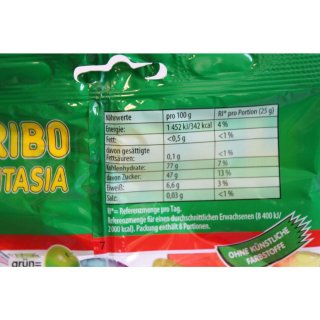 RIBO
NTASIA
Nährwerte pro 100 g RI* pro Portion (25 g)
Energie: 1 452 kJ/342 kcal 4 %
Fett: <0,5 g <1 %
davon gesättigte
Fettsäuren: 0,1 g <1 %
Kohlenhydrate: 77 g 7 %
davon Zucker: 47 g 13 %
Eiweiß: 6,6 g 3 %
Salz: 0,03 g <1 %
RI*= Referenzmenge pro Tag.
Referenzmenge für einen durchschnittlichen Erwachsenen (8 400 kJ/
2 000 kcal). Packung enthält 8 Portionen.
OHNE KÜNSTLICHE
FARBSTOFFE
grün=